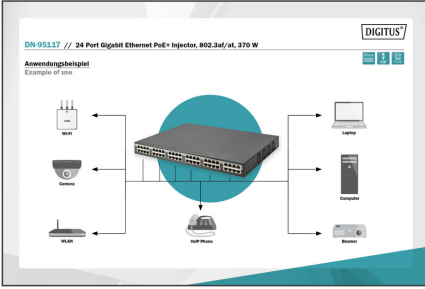 DIGITUS®
DN-95117 // 24 Port Gigabit Ethernet PoE+ Injector, 802.3af/at, 370 W
Anwendungsbeispiel
Example of use
Wi-Fi
Laptop
Camera
Computer
WLAN
VoIP Phone
Beamer